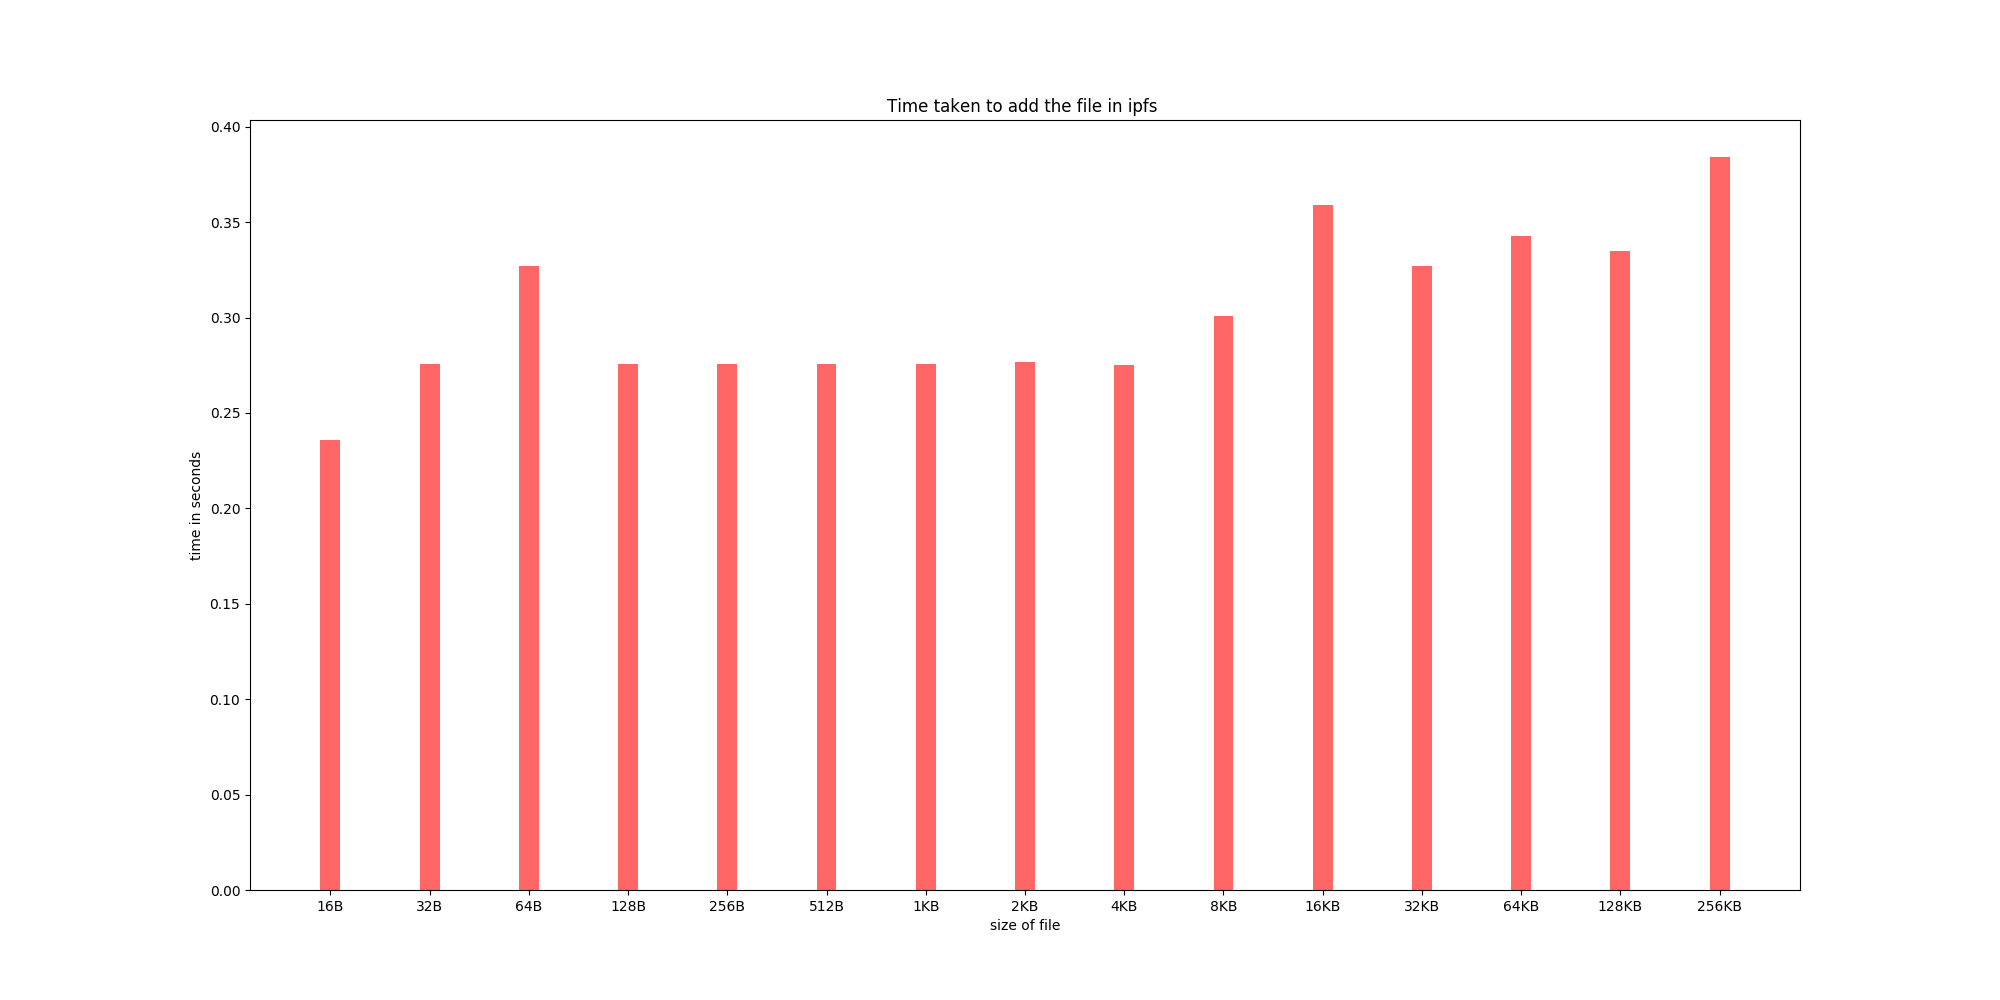 Time taken to add the file in ipfs
0.40
0.35
0.30
0.25
0.20
0.15
0.10
0.05
0.00
time in seconds
16B 32B 64B 128B 256B 512B 1KB 2KB 4KB 8KB 16KB 32KB 64KB 128KB 256KB
size of file